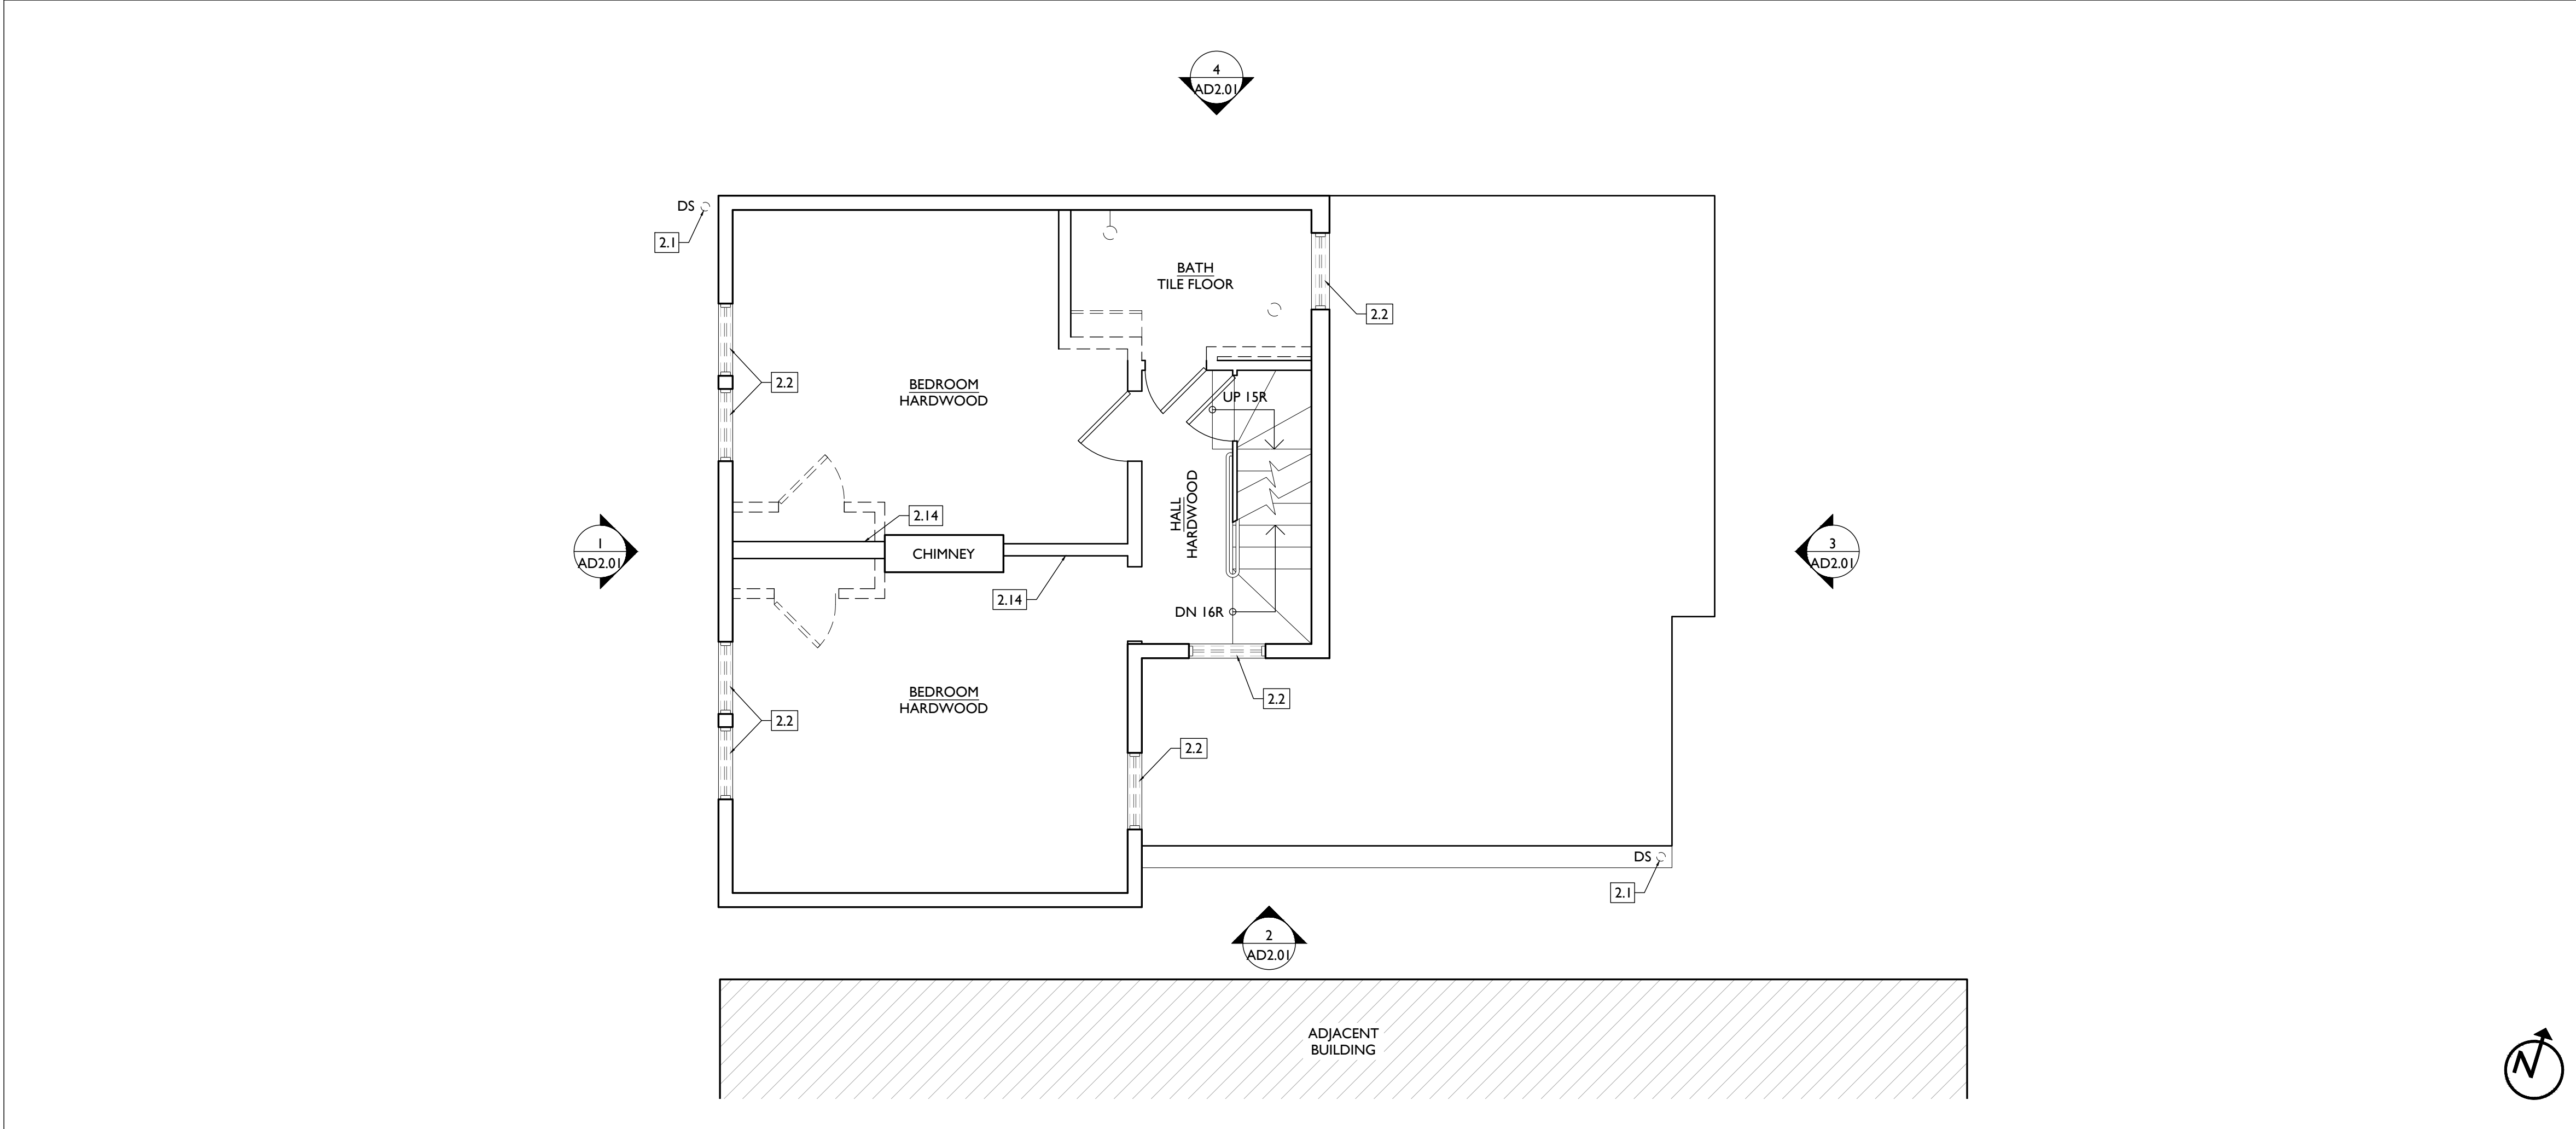 4
AD2.01
DS
2.1
BATH
TILE FLOOR
2.2
2.2
BEDROOM
HARDWOOD
UP 15R
HALL
HARDWOOD
2.14
CHIMNEY
1
AD2.01
3
AD2.01
2.14
DN 16R
BEDROOM
HARDWOOD
2.2
2.2
2.2
DS
2.1
2
AD2.01
ADJACENT
BUILDING
N